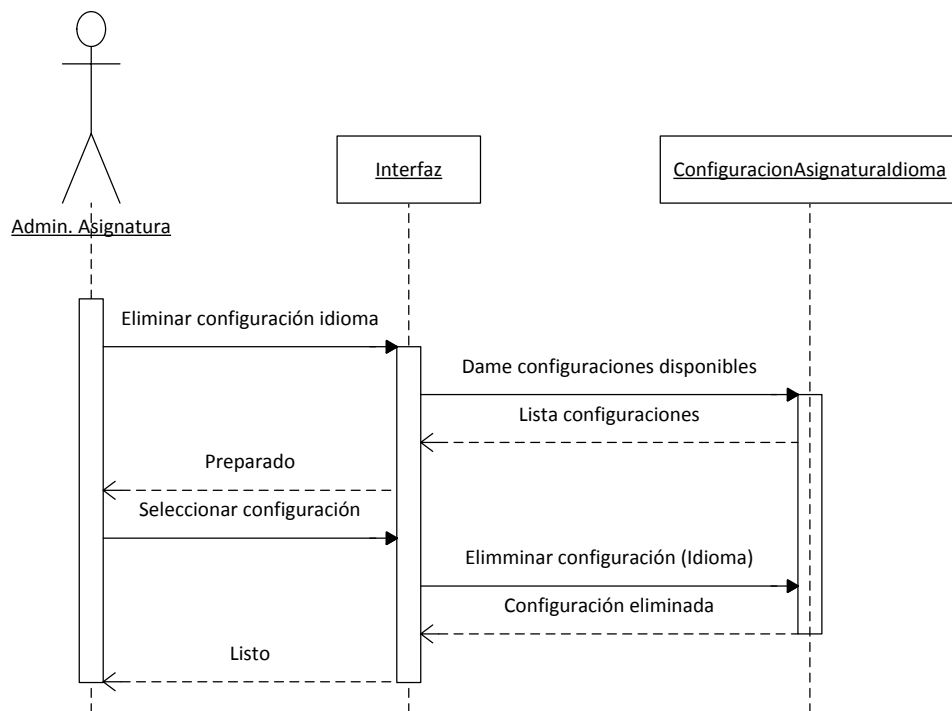 Interfaz
ConfiguracionAsignaturaIdioma
Admin. Asignatura
Eliminar configuración idioma
Dame configuraciones disponibles
Lista configuraciones
Preparado
Seleccionar configuración
Elimminar configuración (Idioma)
Configuración eliminada
Listo